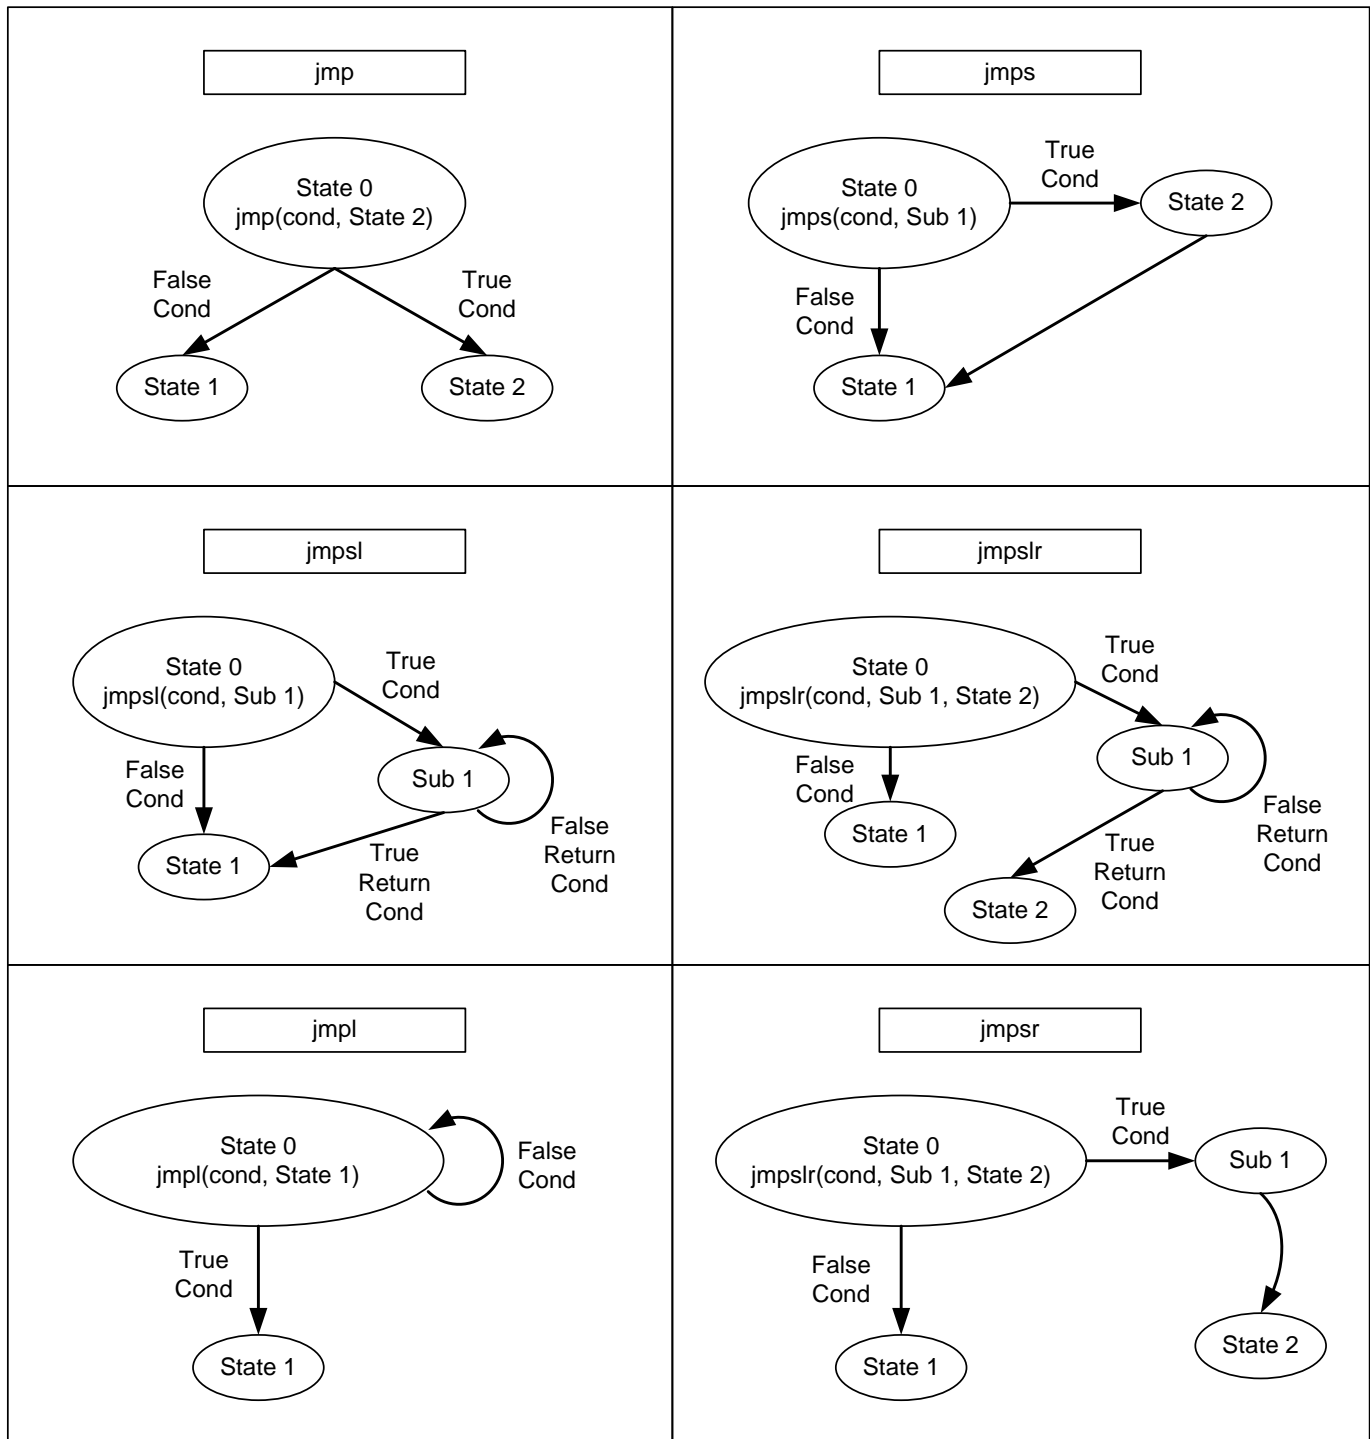 jmp
State 0
jmp(cond, State 2)
False
Cond
True
Cond
State 1
State 2
jmps
State 0
jmps(cond, Sub 1)
True
Cond
State 2
False
Cond
State 1
jmpsl
State 0
jmpsl(cond, Sub 1)
True
Cond
False
Cond
Sub 1
State 1
True
Return
Cond
False
Return
Cond
jmpslr
State 0
jmpslr(cond, Sub 1, State 2)
True
Cond
False
Cond
Sub 1
State 1
True
Return
Cond
False
Return
Cond
State 2
jmpl
State 0
jmpl(cond, State 1)
False
Cond
True
Cond
State 1
jmpsr
State 0
jmpslr(cond, Sub 1, State 2)
True
Cond
Sub 1
False
Cond
State 1
State 2